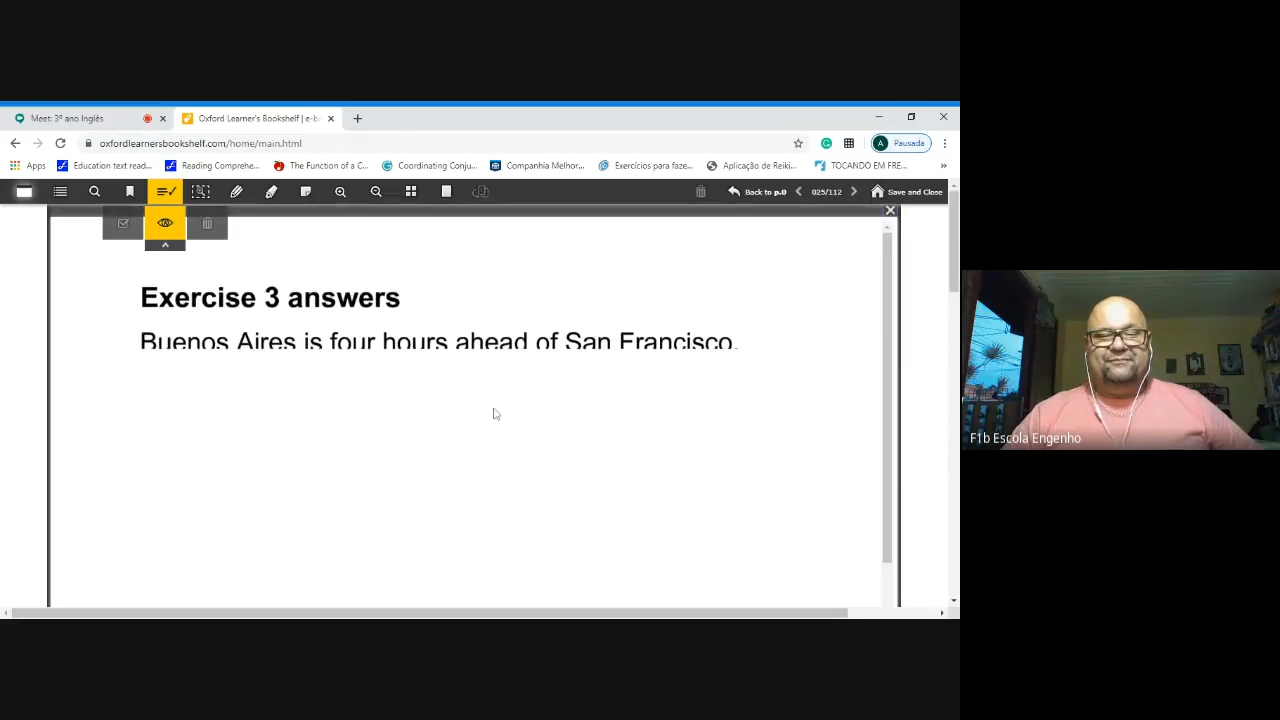 Meet: 3º ano Inglês
Oxford Learner's Bookshelf | e-b
oxfordlearnersbookshelf.com/home/main.html
A Pausada
Apps
Education text read...
Reading Comprehe...
The Function of a C...
Coordinating Conju...
Companhia Melhor...
Exercícios para faze...
Aplicação de Reiki...
TOCANDO EM FRE...
»
Back to p.0
025/112
Save and Close
Exercise 3 answers
Buenos Aires is four hours ahead of San Francisco.
F1b Escola Engenho